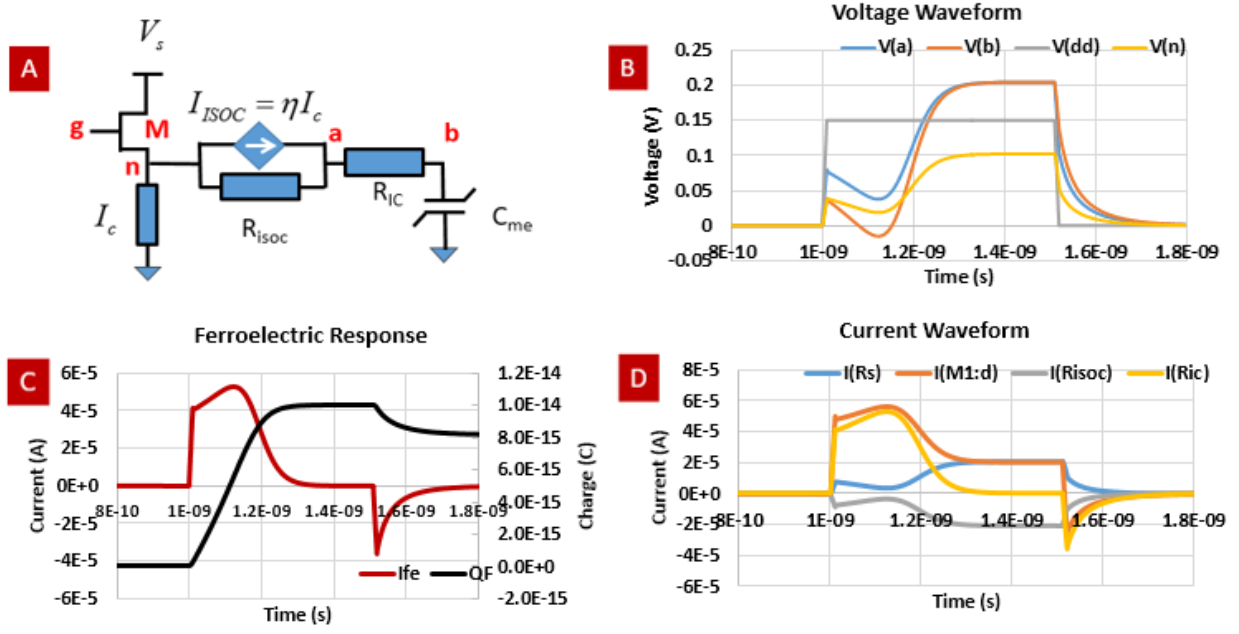 A
V_s
I_ISOC = ηI_c
g
M
a
b
n
I_c
R_isoc
R_IC
C_me
B
Voltage Waveform
V(a) V(b) V(dd) V(n)
0.25
0.2
0.15
0.1
0.05
0
-0.05
Voltage (V)
8E-10 1E-09 1.2E-09 1.4E-09 1.6E-09 1.8E-09
Time (s)
C
Ferroelectric Response
6E-5
4E-5
2E-5
0E+0
-2E-5
-4E-5
-6E-5
Current (A)
8E-10 1E-09 1.2E-09 1.4E-09 1.6E-09 1.8E-09
1.2E-14
1.0E-14
8.0E-15
6.0E-15
4.0E-15
2.0E-15
0.0E+0
-2.0E-15
Charge (C)
Ife QF
Time (s)
D
Current Waveform
I(Rs) I(M1:d) I(Risoc) I(Ric)
8E-5
6E-5
4E-5
2E-5
0E+0
-2E-5
-4E-5
-6E-5
Current (A)
8E-10 1E-09 1.2E-09 1.4E-09 1.6E-09 1.8E-09
Time (s)